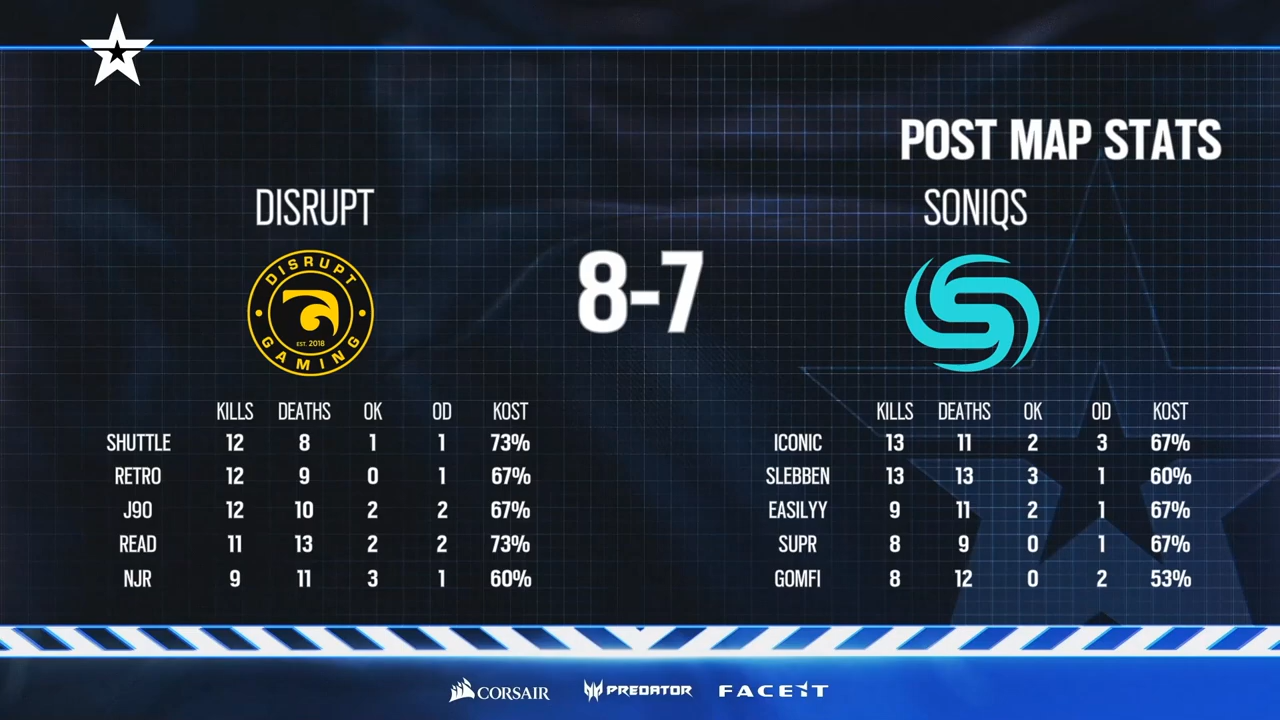 POST MAP STATS
DISRUPT
SONIQS
8-7
DISRUPT
EST. 2018
GAMING
KILLS DEATHS OK OD KOST
SHUTTLE 12 8 1 1 73%
RETRO 12 9 0 1 67%
J90 12 10 2 2 67%
READ 11 13 2 2 73%
NJR 9 11 3 1 60%
KILLS DEATHS OK OD KOST
ICONIC 13 11 2 3 67%
SLEBBEN 13 13 3 1 60%
EASILYY 9 11 2 1 67%
SUPR 8 9 0 1 67%
GOMFI 8 12 0 2 53%
CORSAIR PREDATOR FACEIT